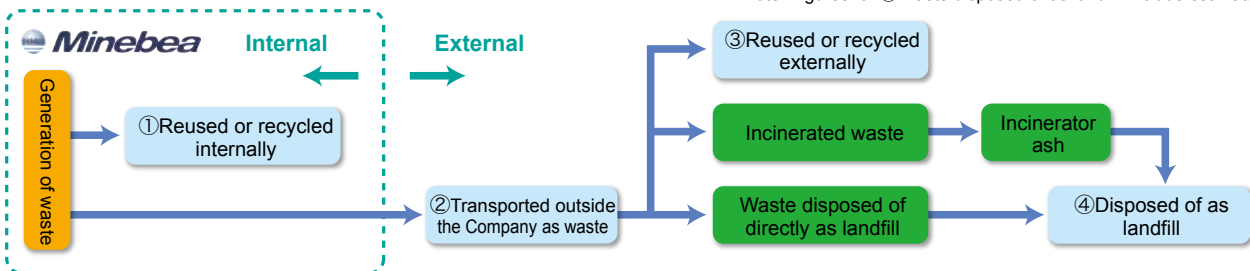 Minebea
Internal
External
Generation of waste
①Reused or recycled
internally
②Transported outside
the Company as waste
③Reused or recycled
externally
Incinerated waste
Incinerator
ash
Waste disposed of
directly as landfill
④Disposed of as
landfill